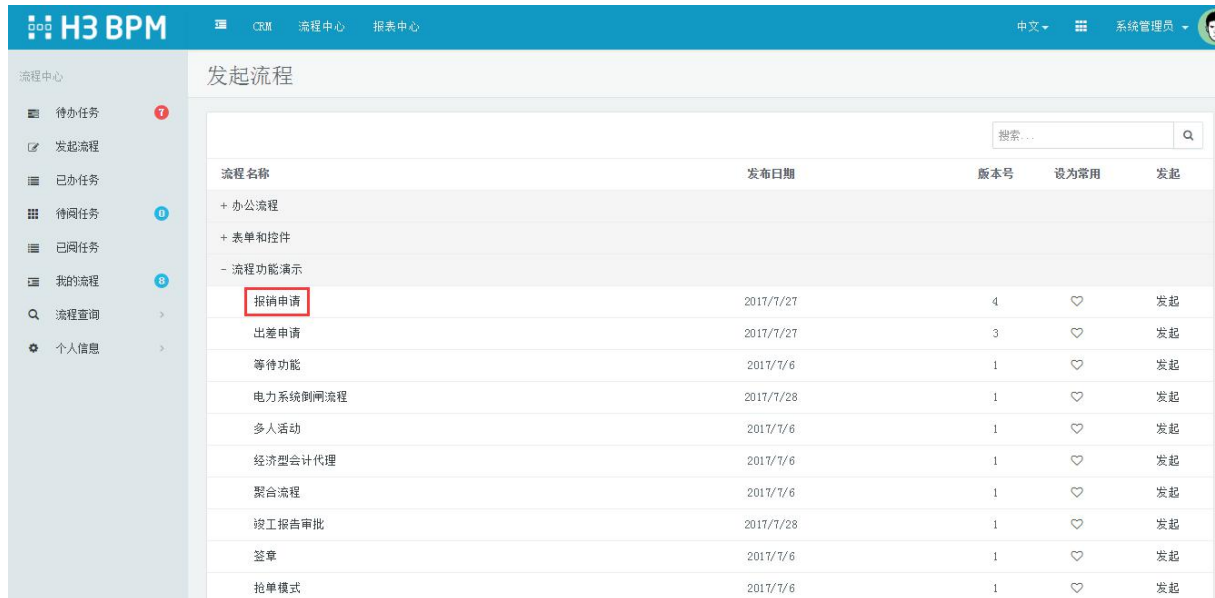 H3 BPM CRM 流程中心 报表中心 中文 系统管理员
流程中心
发起流程
待办任务 7
发起流程
已办任务
待阅任务 0
已阅任务
我的流程 8
流程查询
个人信息
搜索...
流程名称 发布日期 版本号 设为常用 发起
+ 办公流程
+ 表单和控件
- 流程功能演示
报销申请 2017/7/27 4 发起
出差申请 2017/7/27 3 发起
等待功能 2017/7/6 1 发起
电力系统倒闸流程 2017/7/28 1 发起
多人活动 2017/7/6 1 发起
经济型会计代理 2017/7/6 1 发起
聚合流程 2017/7/6 1 发起
竣工报告审批 2017/7/28 1 发起
签章 2017/7/6 1 发起
抢单模式 2017/7/6 1 发起